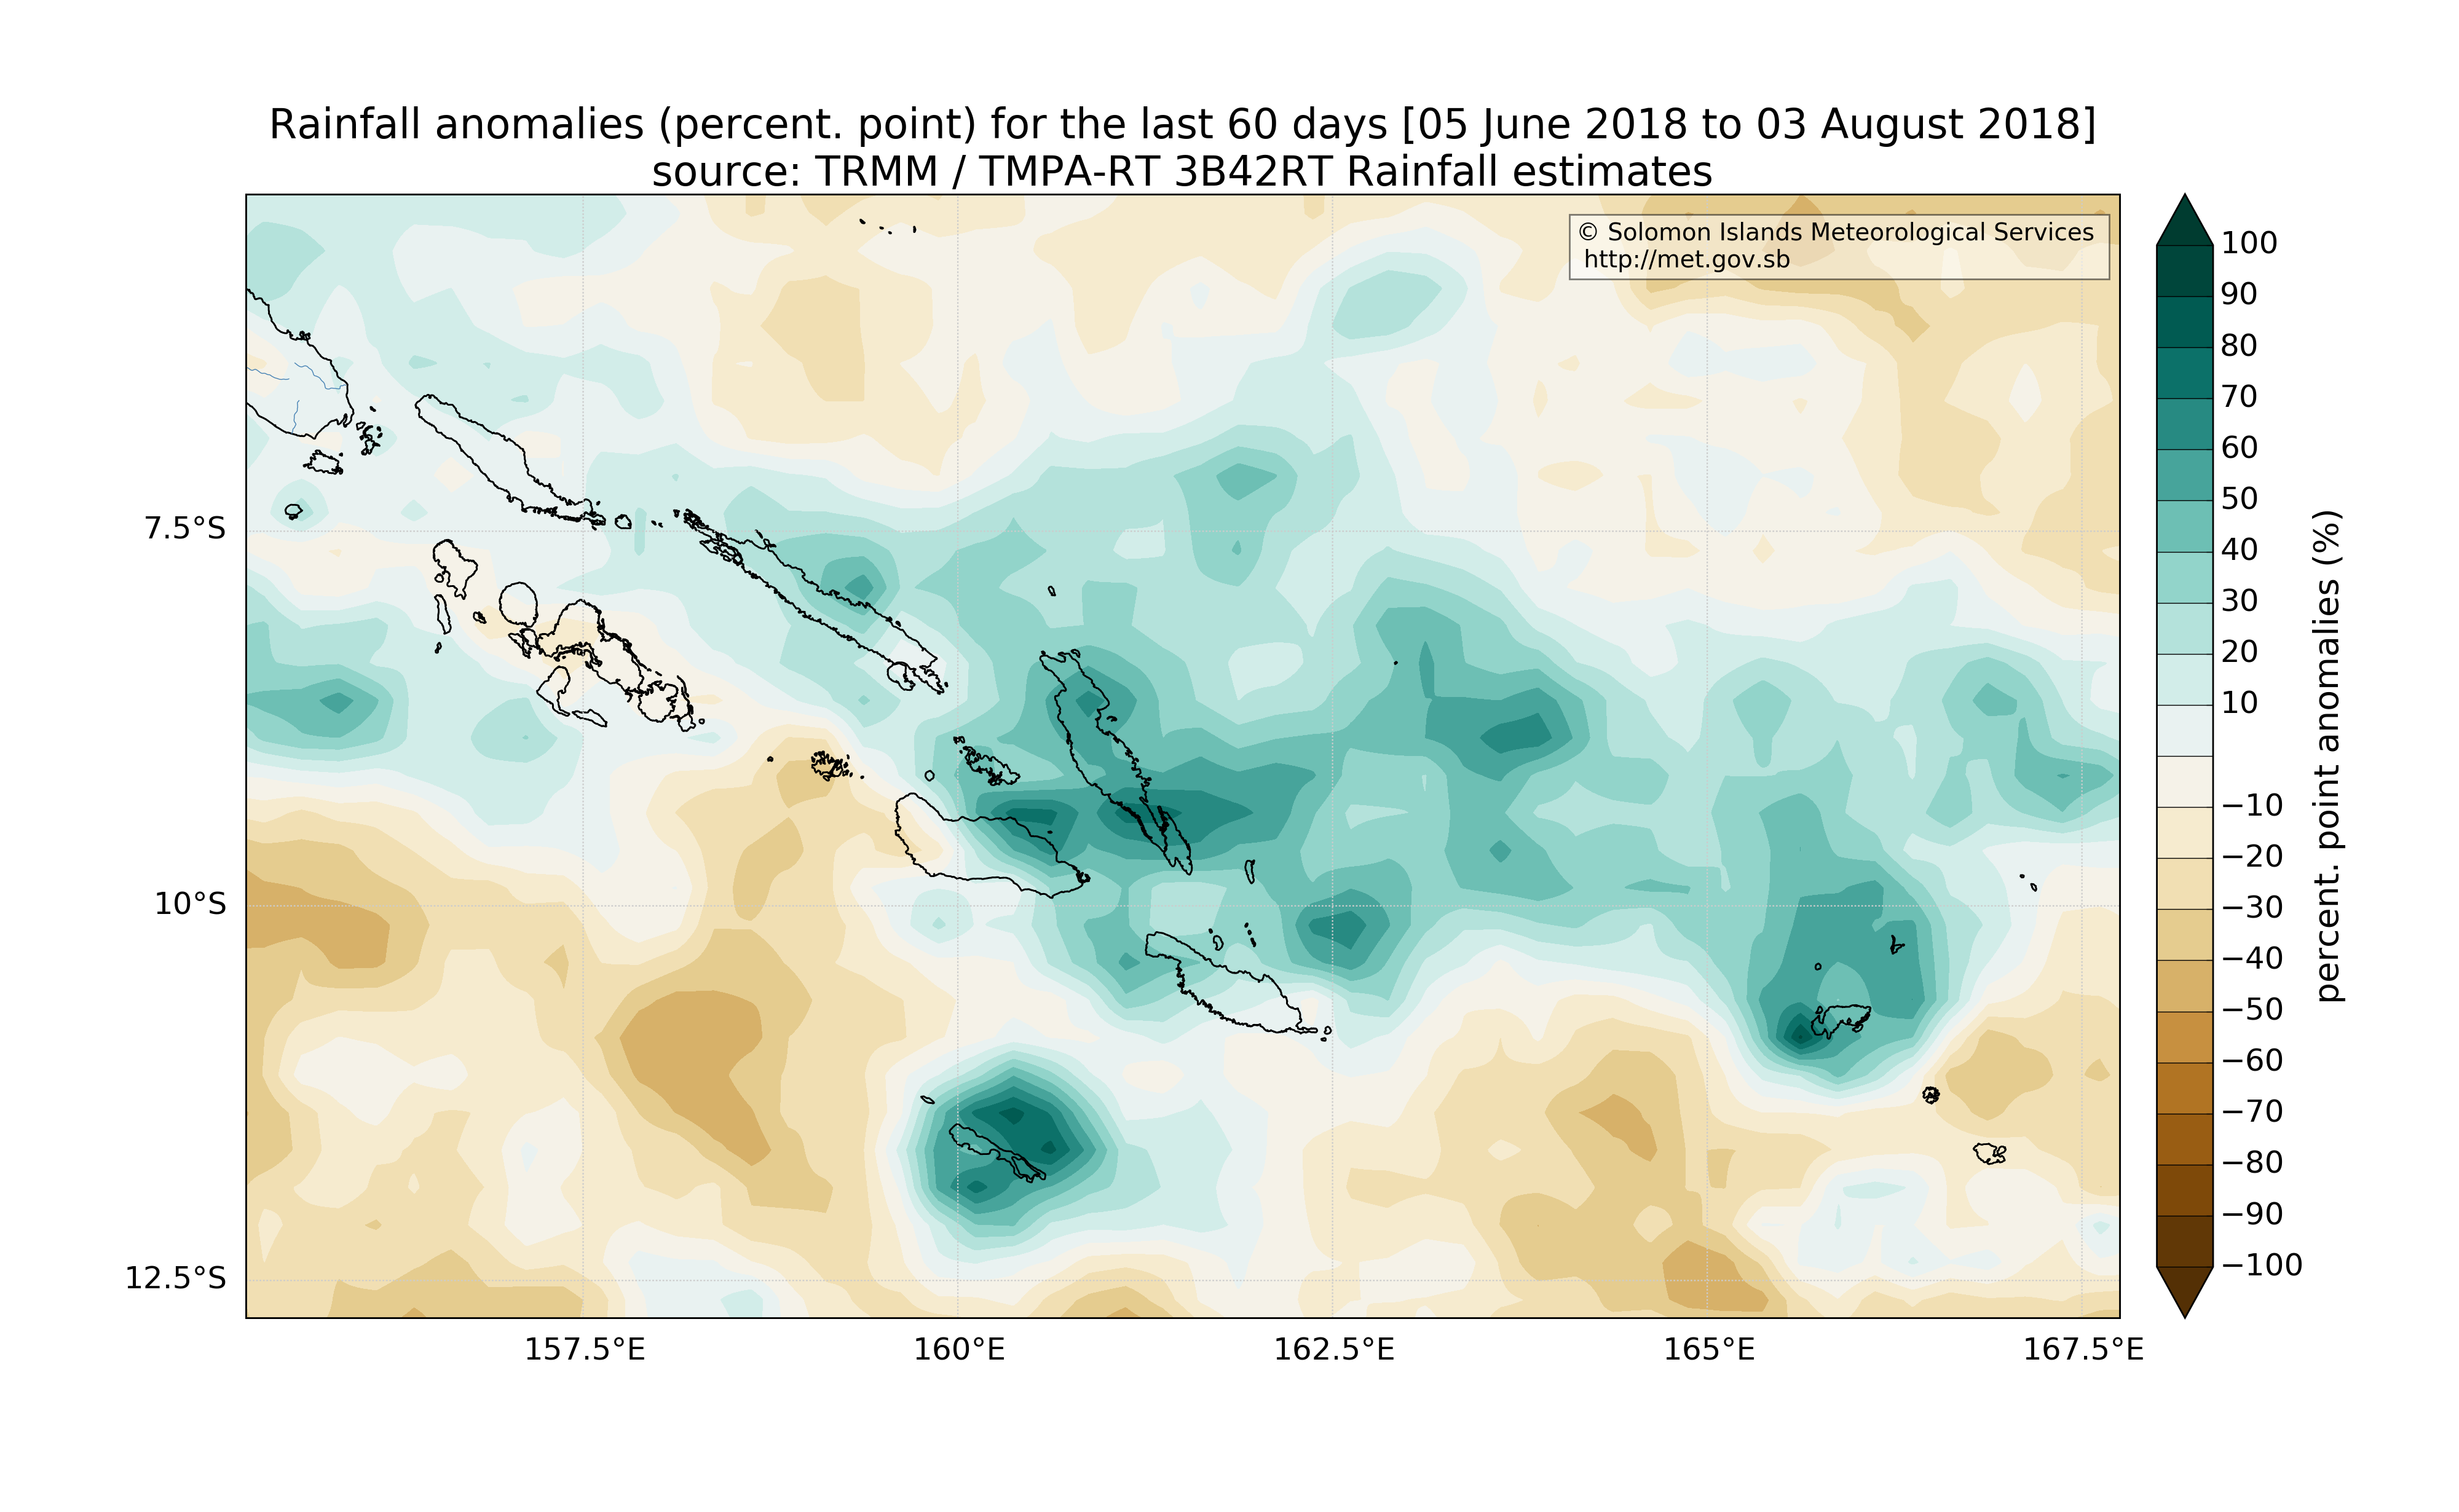 Rainfall anomalies (percent. point) for the last 60 days [05 June 2018 to 03 August 2018]
source: TRMM / TMPA-RT 3B42RT Rainfall estimates
© Solomon Islands Meteorological Services
http://met.gov.sb
7.5°S
10°S
12.5°S
157.5°E
160°E
162.5°E
165°E
167.5°E
100
90
80
70
60
50
40
30
20
10
−10
−20
−30
−40
−50
−60
−70
−80
−90
−100
percent. point anomalies (%)